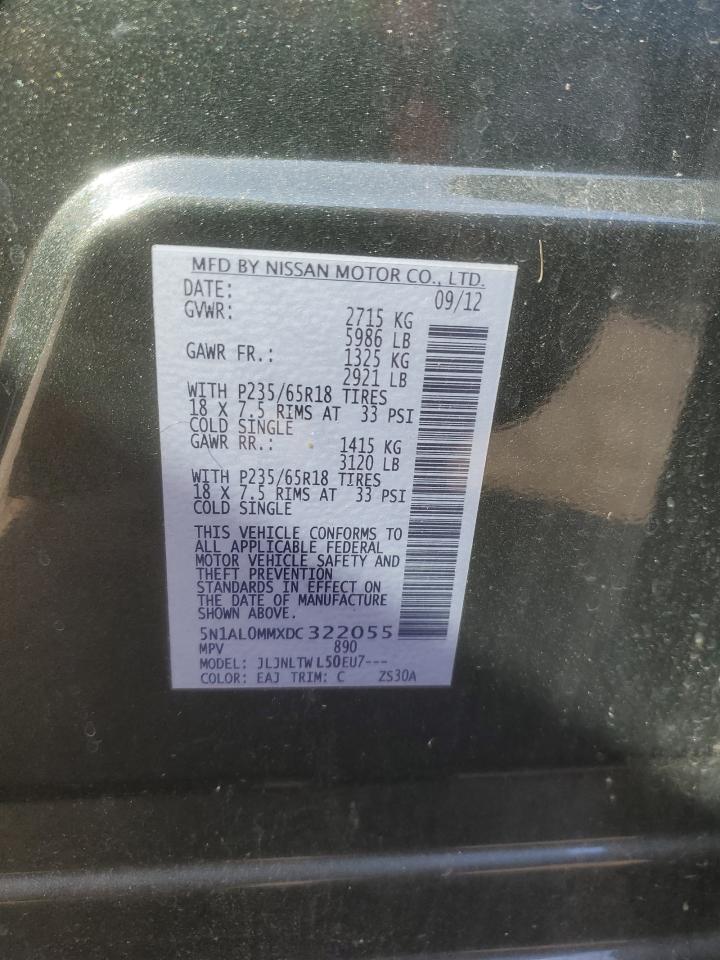 MFD BY NISSAN MOTOR CO., LTD.
DATE: 09/12
GVWR: 2715 KG
5986 LB
GAWR FR.: 1325 KG
2921 LB
WITH P235/65R18 TIRES
18 X 7.5 RIMS AT 33 PSI
COLD SINGLE
GAWR RR.: 1415 KG
3120 LB
WITH P235/65R18 TIRES
18 X 7.5 RIMS AT 33 PSI
COLD SINGLE
THIS VEHICLE CONFORMS TO
ALL APPLICABLE FEDERAL
MOTOR VEHICLE SAFETY AND
THEFT PREVENTION
STANDARDS IN EFFECT ON
THE DATE OF MANUFACTURE
SHOWN ABOVE.
5N1AL0MMXDC322055
MPV 890
MODEL: JLJNLTWL50EU7---
COLOR: EAJ TRIM: C ZS30A